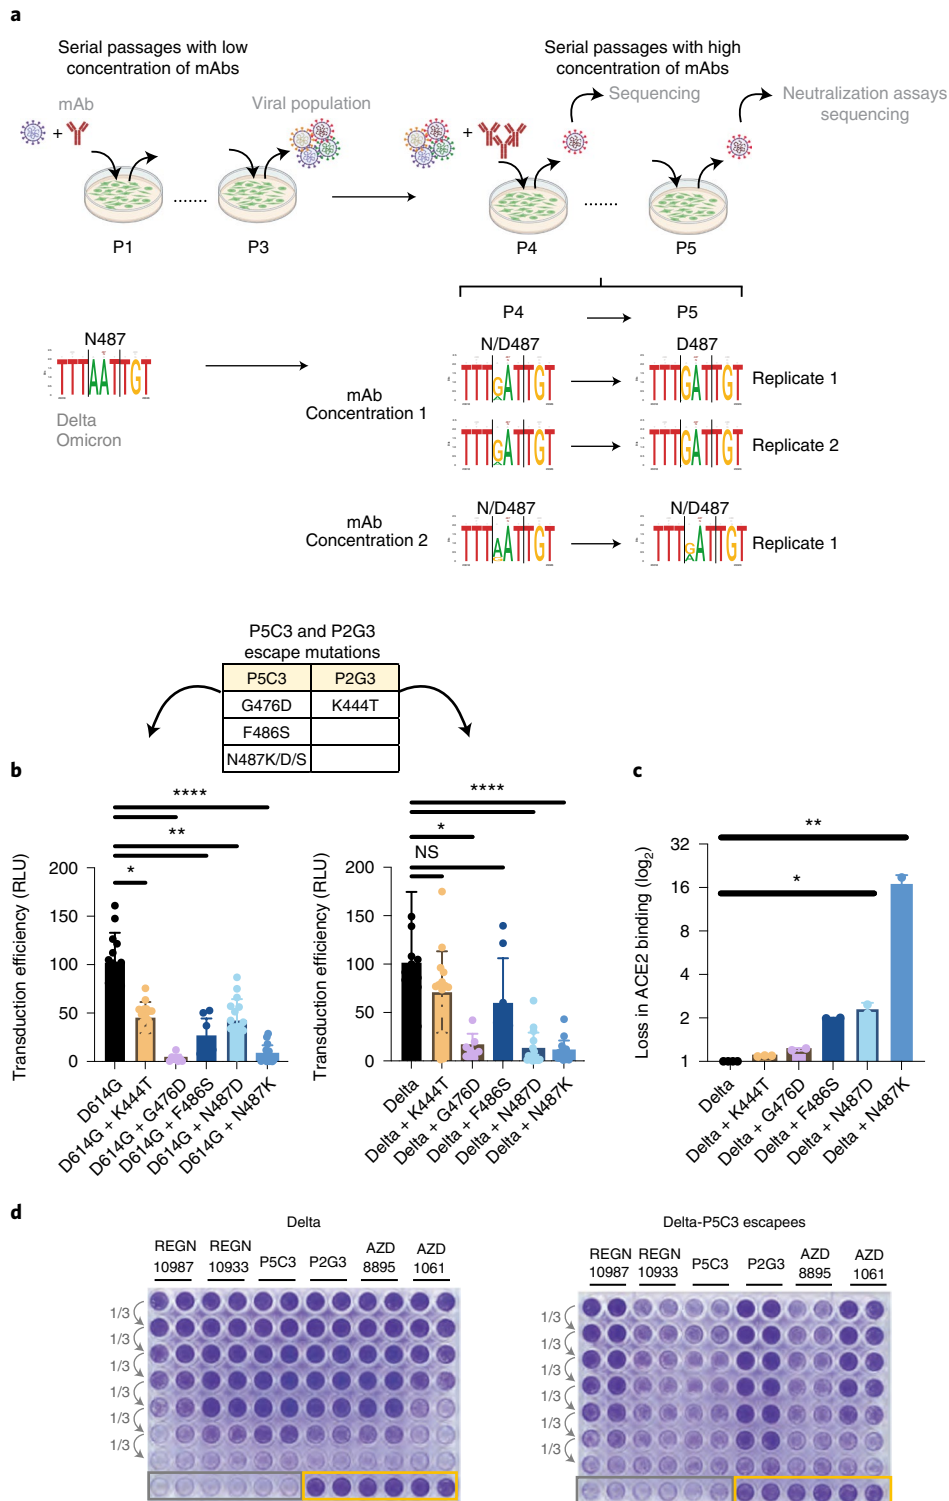 a
Serial passages with low
concentration of mAbs
Serial passages with high
concentration of mAbs
mAb
Viral population
Sequencing
Neutralization assays
sequencing
+
+
.......
.......
P1
P3
P4
P5
P4
P5
N487
TTTAATTGT
Delta
Omicron
mAb
Concentration 1
N/D487
D487
TTTGATTGT
TTTGATTGT
Replicate 1
TTTGATTGT
TTTGATTGT
Replicate 2
mAb
Concentration 2
N/D487
N/D487
TTTAATTGT
TTTGATTGT
Replicate 1
P5C3 and P2G3
escape mutations
P5C3 P2G3
G476D K444T
F486S
N487K/D/S
b
****
**
*
Transduction efficiency (RLU)
200
150
100
50
0
D614G
D614G + K444T
D614G + G476D
D614G + F486S
D614G + N487D
D614G + N487K
****
*
NS
Transduction efficiency (RLU)
200
150
100
50
0
Delta
Delta + K444T
Delta + G476D
Delta + F486S
Delta + N487D
Delta + N487K
c
**
*
Loss in ACE2 binding (log2)
32
16
8
4
2
1
Delta
Delta + K444T
Delta + G476D
Delta + F486S
Delta + N487D
Delta + N487K
d
Delta
REGN 10987
REGN 10933
P5C3
P2G3
AZD 8895
AZD 1061
1/3
1/3
1/3
1/3
1/3
1/3
Delta-P5C3 escapees
REGN 10987
REGN 10933
P5C3
P2G3
AZD 8895
AZD 1061
1/3
1/3
1/3
1/3
1/3
1/3